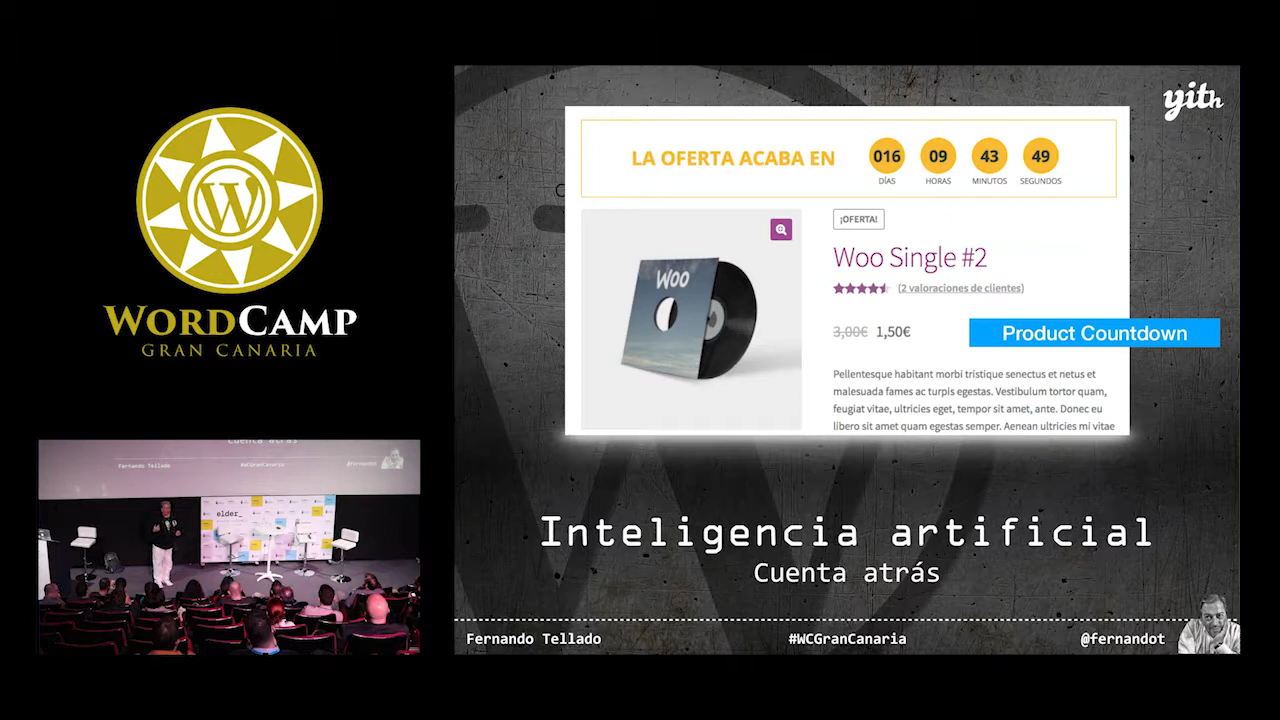 WORDCAMP
GRAN CANARIA
Cuenta atrás
Fernando Tellado
#WCGranCanaria
@fernandot
elder_
yith
LA OFERTA ACABA EN
016
09
43
49
DÍAS
HORAS
MINUTOS
SEGUNDOS
¡OFERTA!
Woo Single #2
(2 valoraciones de clientes)
3,00€ 1,50€
Product Countdown
Pellentesque habitant morbi tristique senectus et netus et
malesuada fames ac turpis egestas. Vestibulum tortor quam,
feugiat vitae, ultricies eget, tempor sit amet, ante. Donec eu
libero sit amet quam egestas semper. Aenean ultricies mi vitae
WOO
Inteligencia artificial
Cuenta atrás
Fernando Tellado
#WCGranCanaria
@fernandot